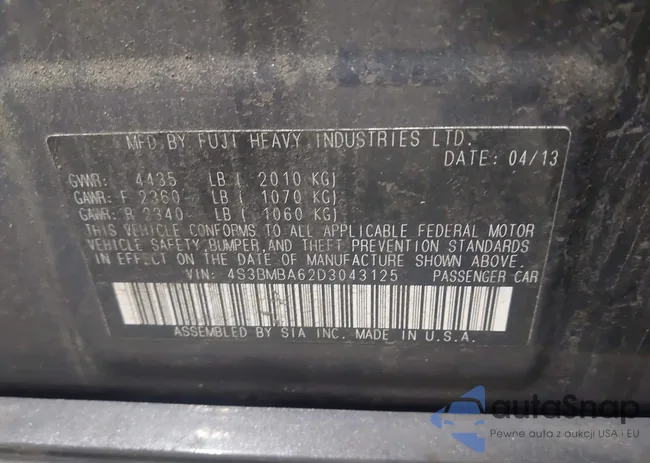 MFD.BY FUJI HEAVY INDUSTRIES LTD.
DATE: 04/13
GVWR: 4435 LB ( 2010 KG)
GAWR: F 2360 LB ( 1070 KG)
GAWR: R 2340 LB ( 1060 KG)
THIS VEHICLE CONFORMS TO ALL APPLICABLE FEDERAL MOTOR
VEHICLE SAFETY,BUMPER,AND THEFT PREVENTION STANDARDS
IN EFFECT ON THE DATE OF MANUFACTURE SHOWN ABOVE.
VIN: 4S3BMBA62D3043125 PASSENGER CAR
ASSEMBLED BY SIA INC. MADE IN U.S.A.
autoSnap
Pewne auta z aukcji USA i EU